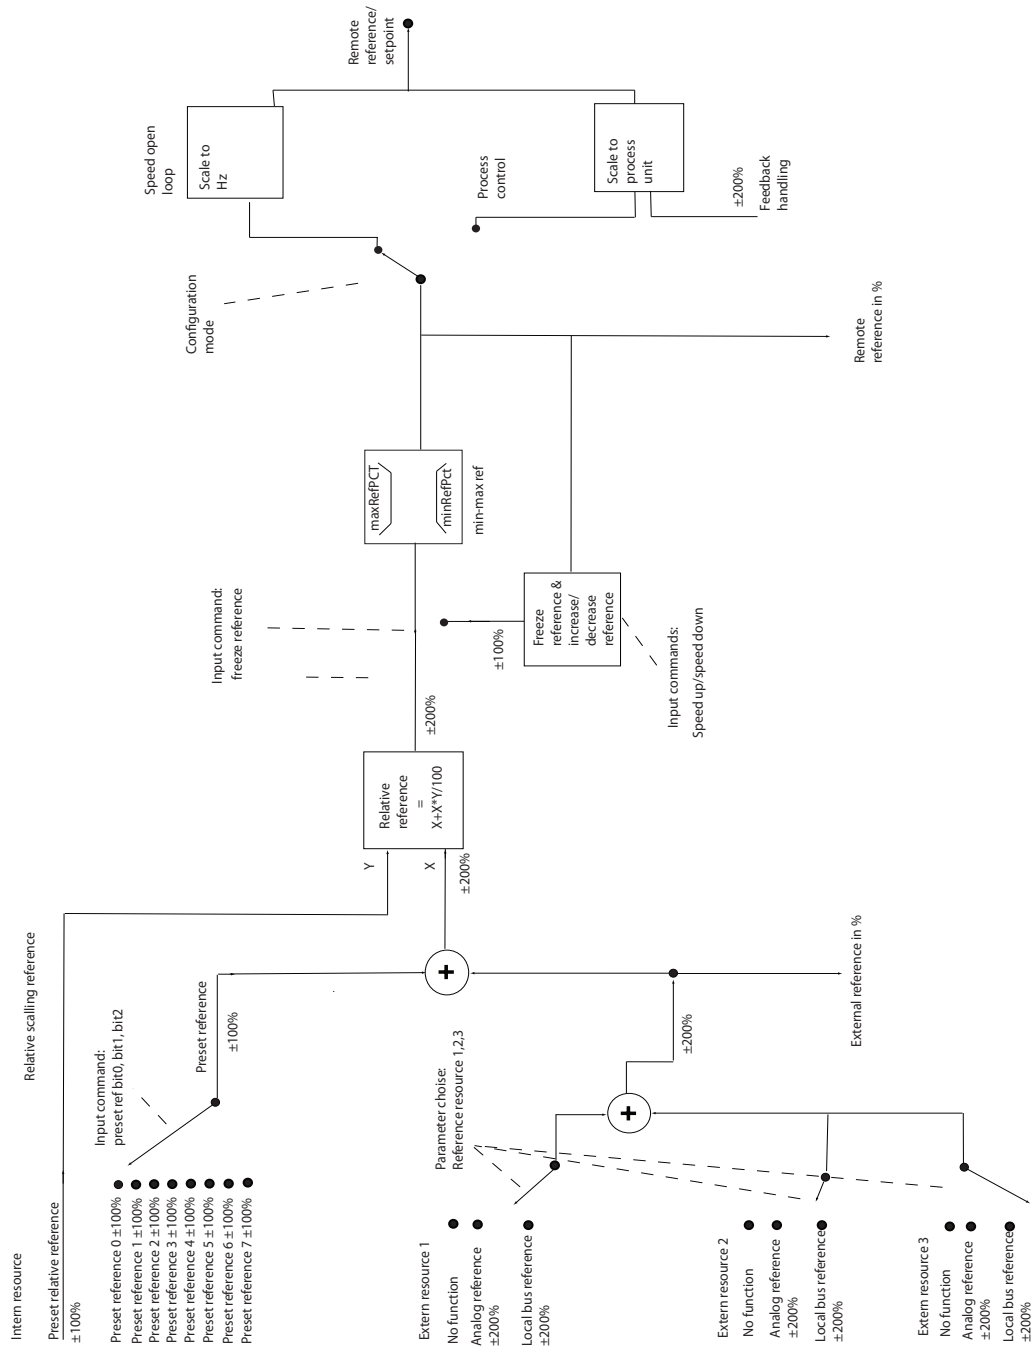 Intern resource
Preset relative reference
±100%
Relative scalling reference
Input command:
preset ref bit0, bit1, bit2
Preset reference 0 ±100%
Preset reference 1 ±100%
Preset reference 2 ±100%
Preset reference 3 ±100%
Preset reference 4 ±100%
Preset reference 5 ±100%
Preset reference 6 ±100%
Preset reference 7 ±100%
Preset reference
±100%
Extern resource 1
No function
Analog reference
±200%
Local bus reference
±200%
Parameter choise:
Reference resource 1,2,3
Extern resource 2
No function
Analog reference
±200%
Local bus reference
±200%
Extern resource 3
No function
Analog reference
±200%
Local bus reference
±200%
+
±200%
+
External reference in %
Y
X
±200%
Relative
reference
=
X+X*Y/100
±200%
Input command:
freeze reference
maxRefPCT
minRefPct
min-max ref
±100%
Freeze
reference &
increase/
decrease
reference
Input commands:
Speed up/speed down
Remote
reference in %
Configuration
mode
Speed open
loop
Scale to
Hz
Process
control
Scale to
process
unit
±200%
Feedback
handling
Remote
reference/
setpoint